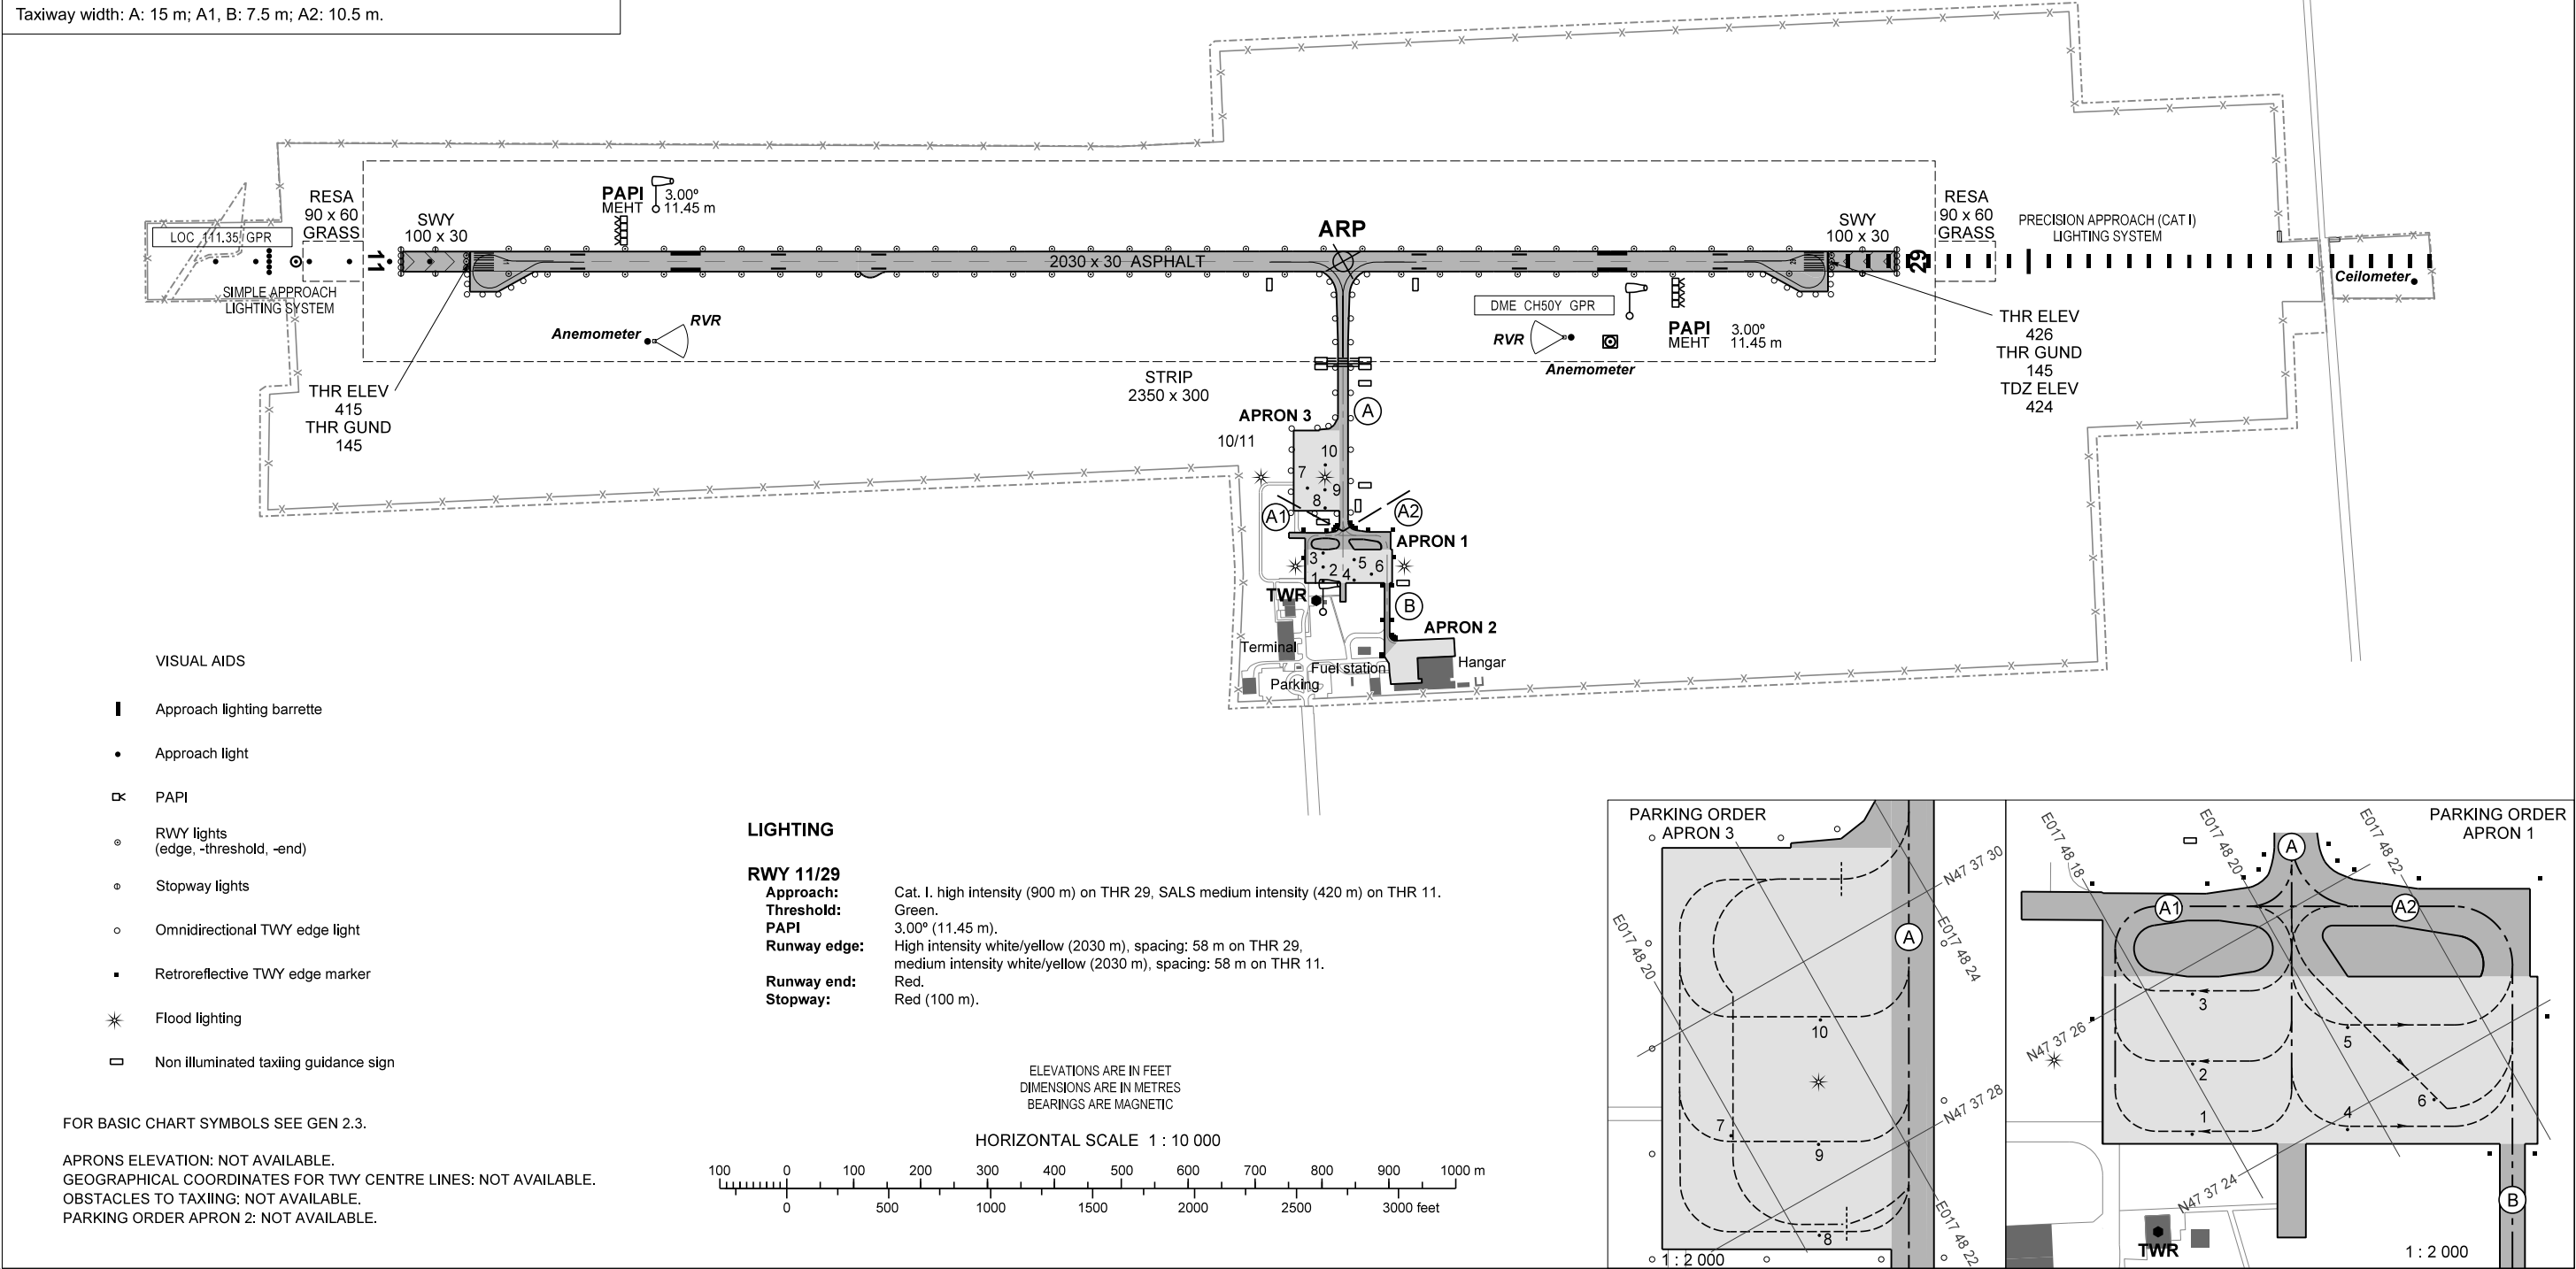 Taxiway width: A: 15 m; A1, B: 7.5 m; A2: 10.5 m.
RESA
90 x 60
GRASS
LOC 111.35 GPR
SIMPLE APPROACH
LIGHTING SYSTEM
11
SWY
100 x 30
PAPI
MEHT
3.00º
11.45 m
ARP
2030 x 30 ASPHALT
SWY
100 x 30
29
RESA
90 x 60
GRASS
PRECISION APPROACH (CAT I)
LIGHTING SYSTEM
Ceilometer
Anemometer
RVR
DME CH50Y GPR
RVR
Anemometer
PAPI
MEHT
3.00º
11.45 m
THR ELEV
426
THR GUND
145
TDZ ELEV
424
THR ELEV
415
THR GUND
145
STRIP
2350 x 300
A
APRON 3
10/11
10
7
9
8
A1
A2
APRON 1
3
5
2
6
4
1
TWR
B
APRON 2
Terminal
Fuel station
Hangar
Parking
VISUAL AIDS
Approach lighting barrette
Approach light
PAPI
RWY lights
(edge, -threshold, -end)
Stopway lights
Omnidirectional TWY edge light
Retroreflective TWY edge marker
Flood lighting
Non illuminated taxiing guidance sign
FOR BASIC CHART SYMBOLS SEE GEN 2.3.
APRONS ELEVATION: NOT AVAILABLE.
GEOGRAPHICAL COORDINATES FOR TWY CENTRE LINES: NOT AVAILABLE.
OBSTACLES TO TAXIING: NOT AVAILABLE.
PARKING ORDER APRON 2: NOT AVAILABLE.
LIGHTING
RWY 11/29
Approach: Cat. I. high intensity (900 m) on THR 29, SALS medium intensity (420 m) on THR 11.
Threshold: Green.
PAPI 3.00º (11.45 m).
Runway edge: High intensity white/yellow (2030 m), spacing: 58 m on THR 29,
medium intensity white/yellow (2030 m), spacing: 58 m on THR 11.
Runway end: Red.
Stopway: Red (100 m).
ELEVATIONS ARE IN FEET
DIMENSIONS ARE IN METRES
BEARINGS ARE MAGNETIC
HORIZONTAL SCALE 1 : 10 000
100 0 100 200 300 400 500 600 700 800 900 1000 m
0 500 1000 1500 2000 2500 3000 feet
PARKING ORDER
APRON 3
N47 37 30
E017 48 20
A
E017 48 24
10
7
N47 37 28
9
E017 48 22
8
1 : 2 000
PARKING ORDER
APRON 1
E017 48 18
E017 48 20
E017 48 22
A
A1
A2
3
N47 37 26
5
2
6
1
4
N47 37 24
B
TWR
1 : 2 000